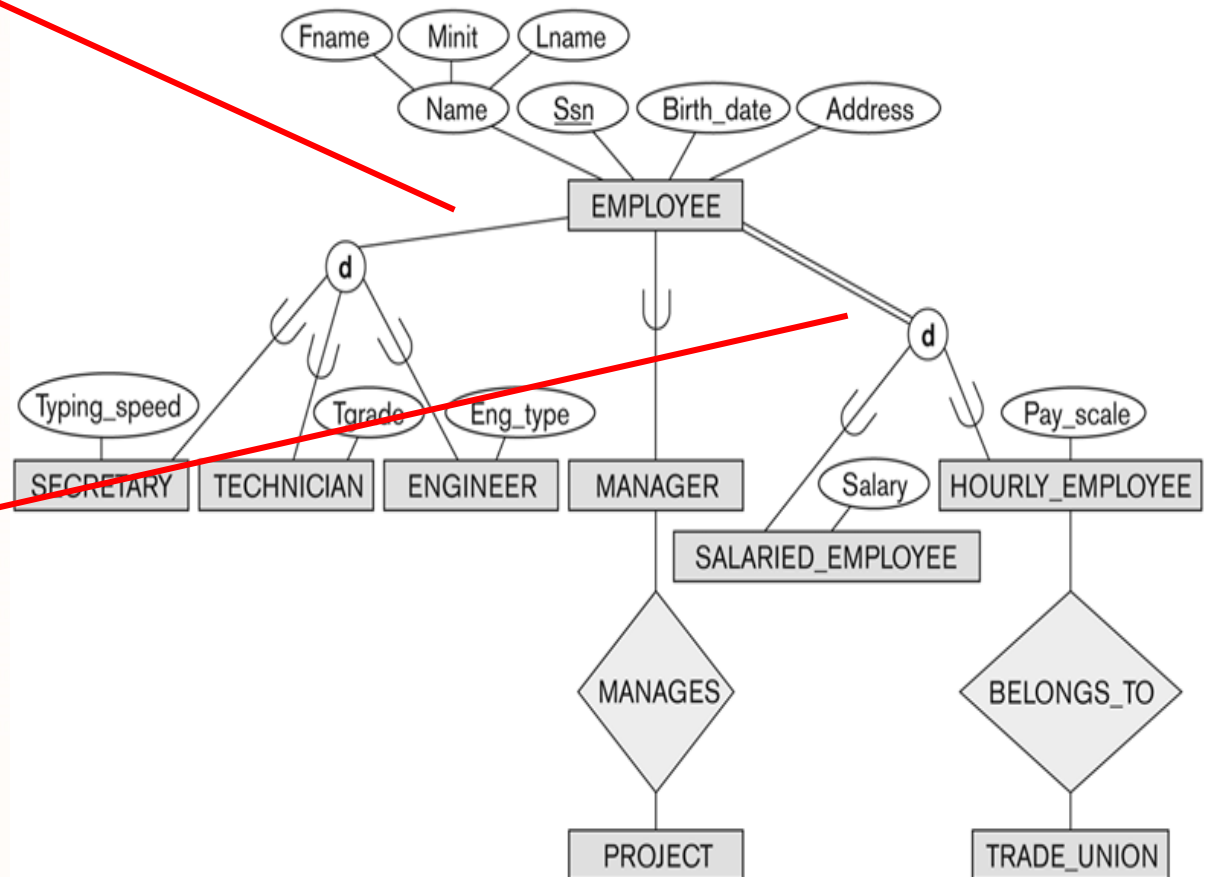 Fname Minit Lname
Name Ssn Birth_date Address
EMPLOYEE
d
d
Typing_speed Tgrade Eng_type Pay_scale
SECRETARY TECHNICIAN ENGINEER MANAGER Salary HOURLY_EMPLOYEE
SALARIED_EMPLOYEE
MANAGES BELONGS_TO
PROJECT TRADE_UNION